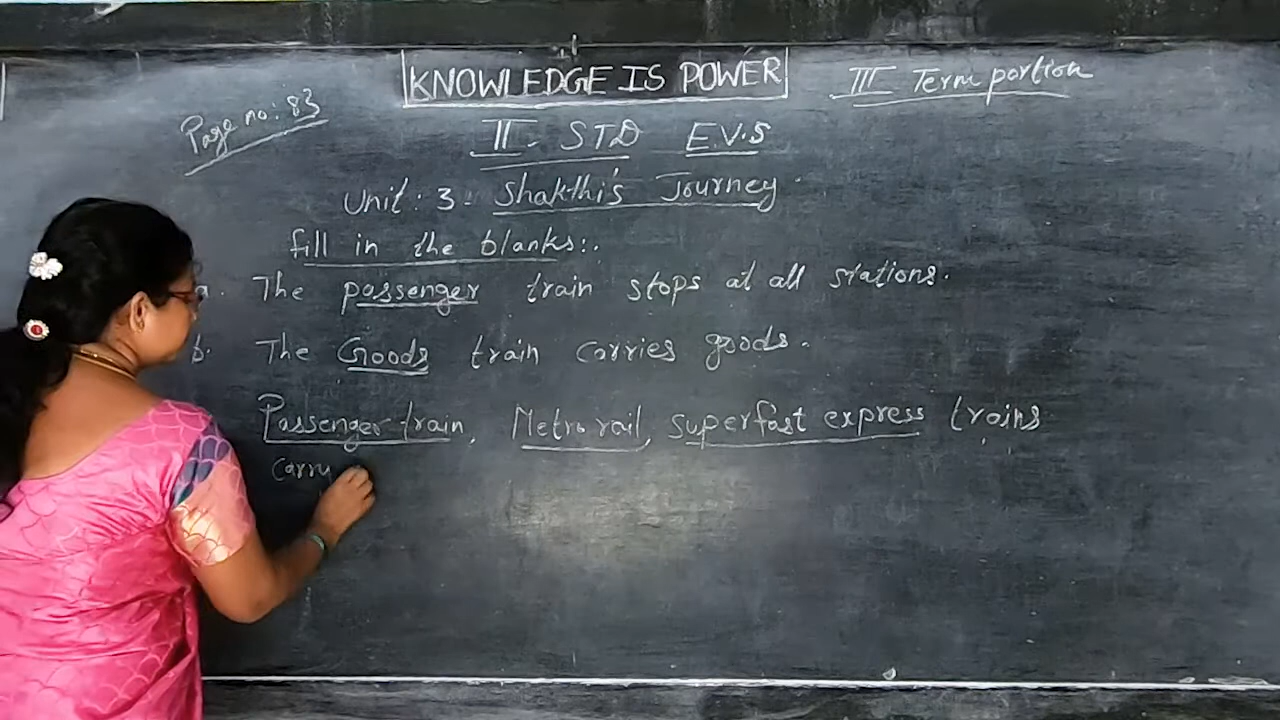 KNOWLEDGE IS POWER
III Term portion
Page no: 83
II - STD E.V.S
Unit: 3. Shakthi's Journey.
fill in the blanks:.
a. The passenger train stops at all stations.
b. The Goods train carries goods.
Passenger train, Metro rail, superfast express trains
carry